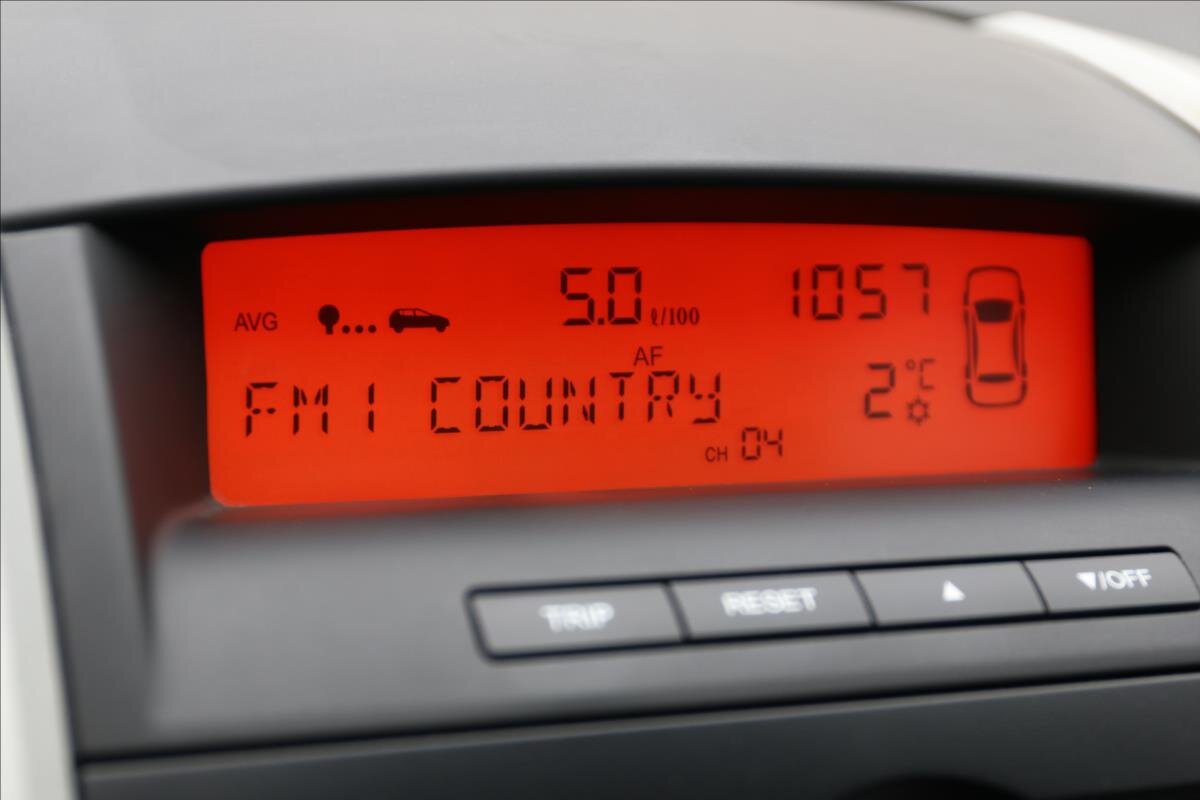 AVG 5.0 ℓ/100 1057
AF
FM1 COUNTRY 2°C
CH 04
TRIP RESET ▲ ▼/OFF